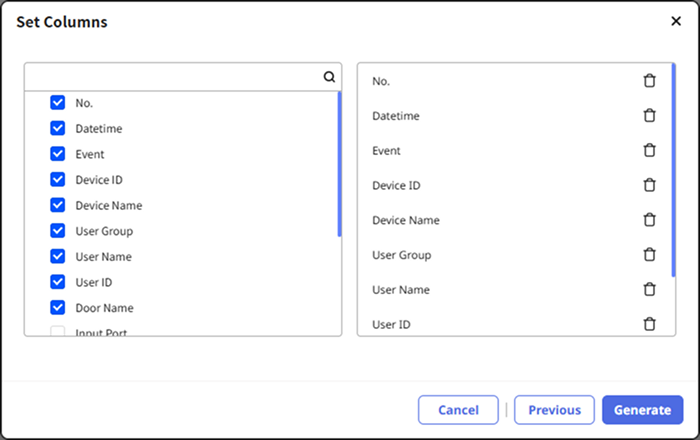 Set Columns
No.
Datetime
Event
Device ID
Device Name
User Group
User Name
User ID
Door Name
Input Port
No.
Datetime
Event
Device ID
Device Name
User Group
User Name
User ID
Cancel
Previous
Generate